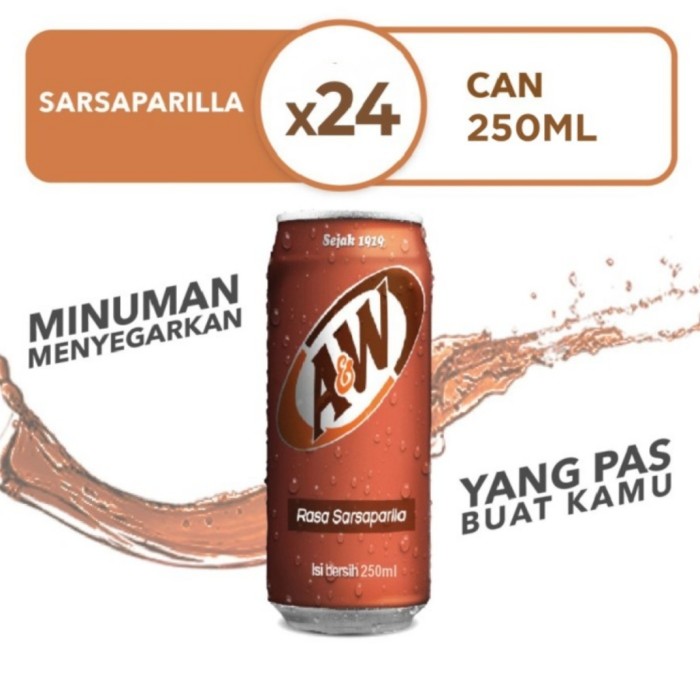 SARSAPARILLA
x24
CAN
250ML
Sejak 1919
A&W
Rasa Sarsaparilla
Isi bersih 250ml
MINUMAN
MENYEGARKAN
YANG PAS
BUAT KAMU